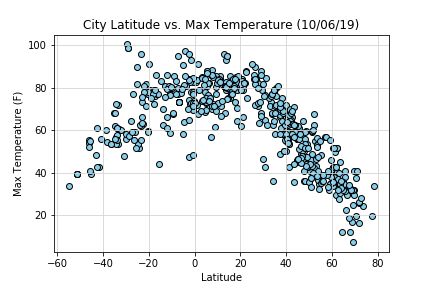 City Latitude vs. Max Temperature (10/06/19)
100
80
60
40
20
Max Temperature (F)
−60 −40 −20 0 20 40 60 80
Latitude